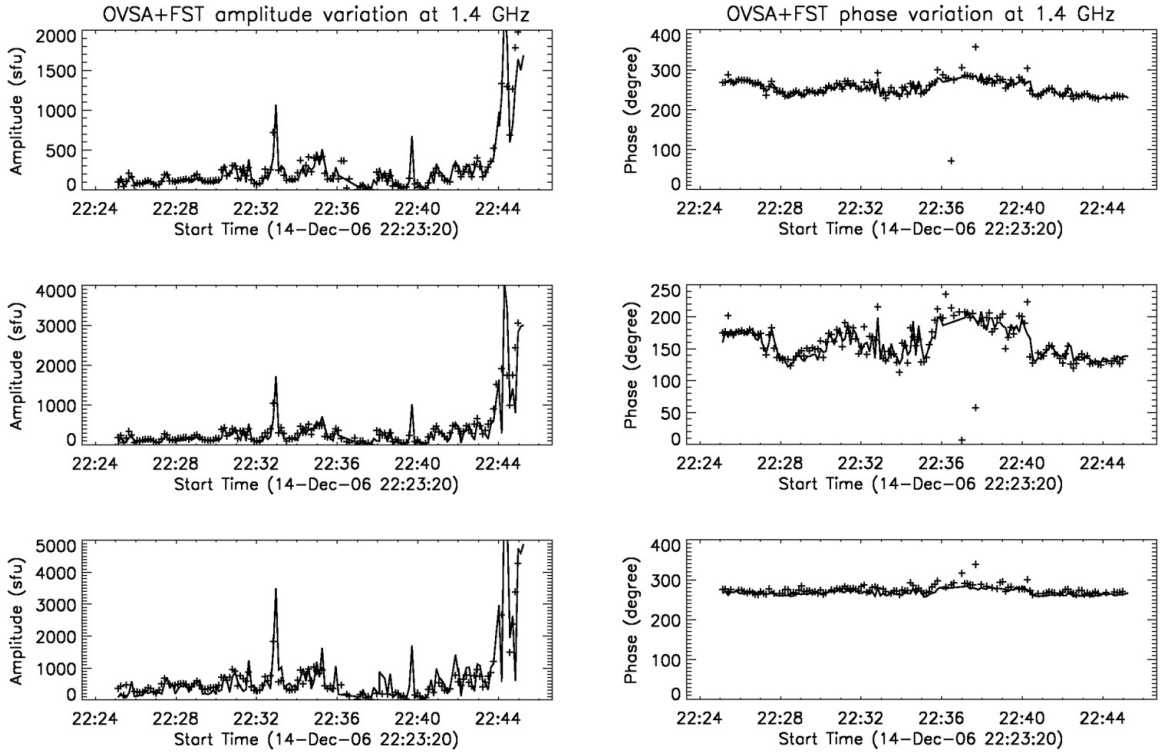 OVSA+FST amplitude variation at 1.4 GHz
Amplitude (sfu)
2000
1500
1000
500
0
22:24 22:28 22:32 22:36 22:40 22:44
Start Time (14-Dec-06 22:23:20)
OVSA+FST phase variation at 1.4 GHz
Phase (degree)
400
300
200
100
0
22:24 22:28 22:32 22:36 22:40 22:44
Start Time (14-Dec-06 22:23:20)
Amplitude (sfu)
4000
3000
2000
1000
0
22:24 22:28 22:32 22:36 22:40 22:44
Start Time (14-Dec-06 22:23:20)
Phase (degree)
250
200
150
100
50
0
22:24 22:28 22:32 22:36 22:40 22:44
Start Time (14-Dec-06 22:23:20)
Amplitude (sfu)
5000
4000
3000
2000
1000
0
22:24 22:28 22:32 22:36 22:40 22:44
Start Time (14-Dec-06 22:23:20)
Phase (degree)
400
300
200
100
0
22:24 22:28 22:32 22:36 22:40 22:44
Start Time (14-Dec-06 22:23:20)